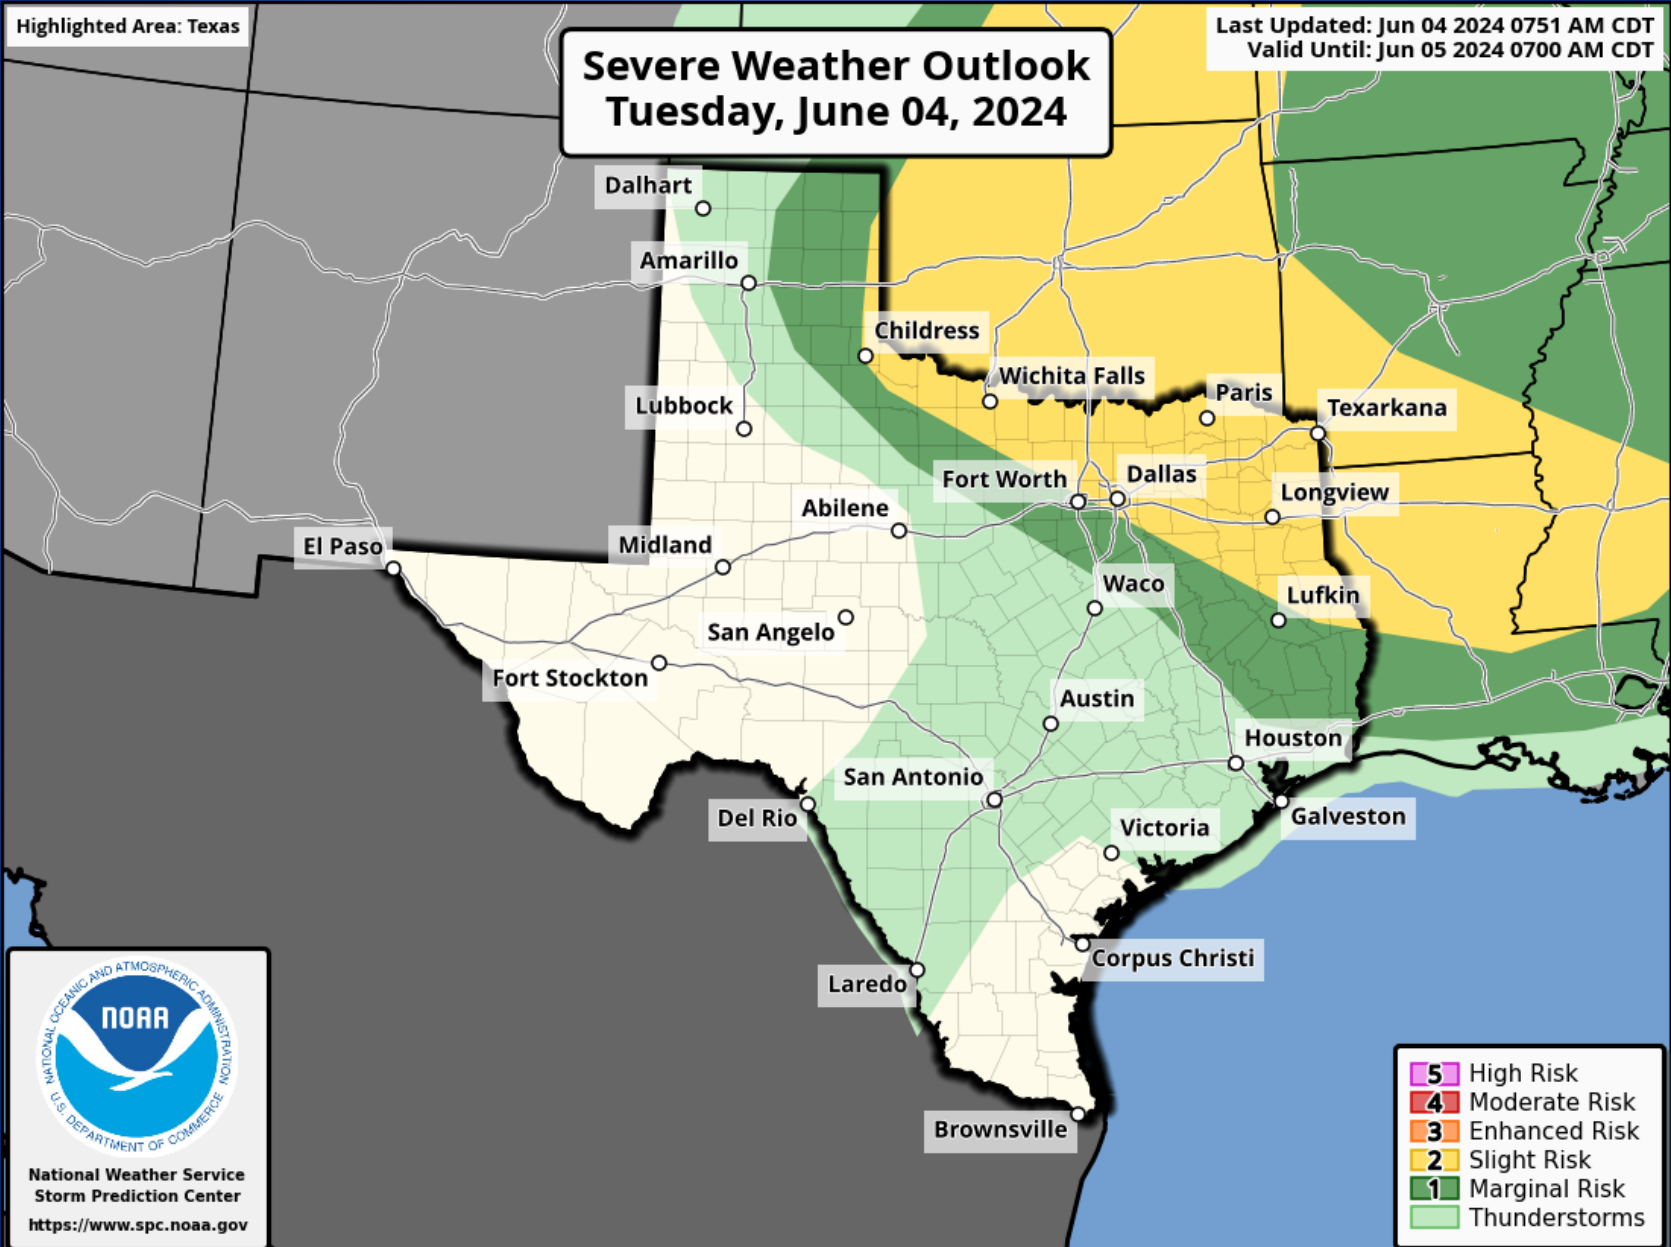 Highlighted Area: Texas
Severe Weather Outlook
Tuesday, June 04, 2024
Last Updated: Jun 04 2024 0751 AM CDT
Valid Until: Jun 05 2024 0700 AM CDT
Dalhart
Amarillo
Childress
Wichita Falls
Paris
Texarkana
Lubbock
Fort Worth
Dallas
Longview
Abilene
El Paso
Midland
Waco
Lufkin
San Angelo
Fort Stockton
Austin
Houston
San Antonio
Del Rio
Victoria
Galveston
Corpus Christi
Laredo
Brownsville
NATIONAL OCEANIC AND ATMOSPHERIC ADMINISTRATION
NOAA
U.S. DEPARTMENT OF COMMERCE
National Weather Service
Storm Prediction Center
https://www.spc.noaa.gov
5 High Risk
4 Moderate Risk
3 Enhanced Risk
2 Slight Risk
1 Marginal Risk
Thunderstorms